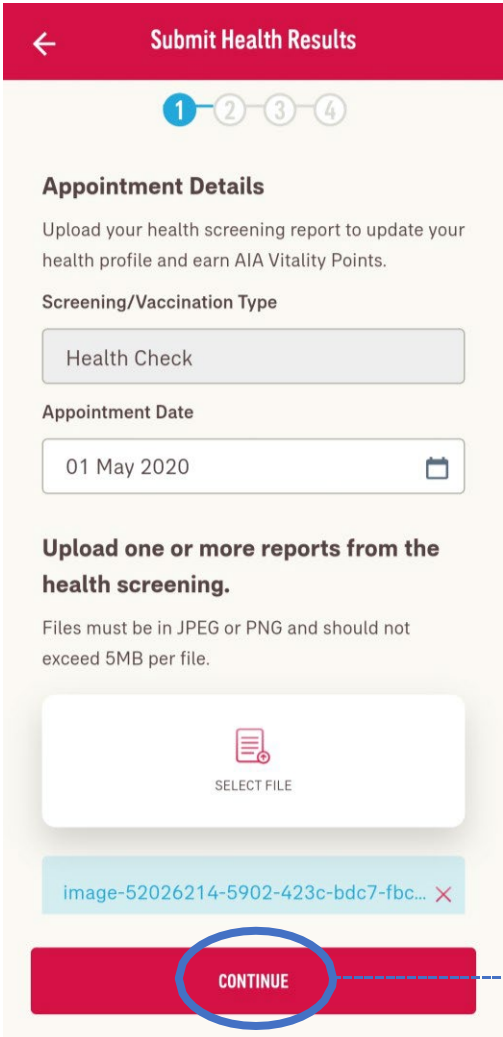 Submit Health Results
1 2 3 4
Appointment Details
Upload your health screening report to update your
health profile and earn AIA Vitality Points.
Screening/Vaccination Type
Health Check
Appointment Date
01 May 2020
Upload one or more reports from the
health screening.
Files must be in JPEG or PNG and should not
exceed 5MB per file.
SELECT FILE
image-52026214-5902-423c-bdc7-fbc...
CONTINUE